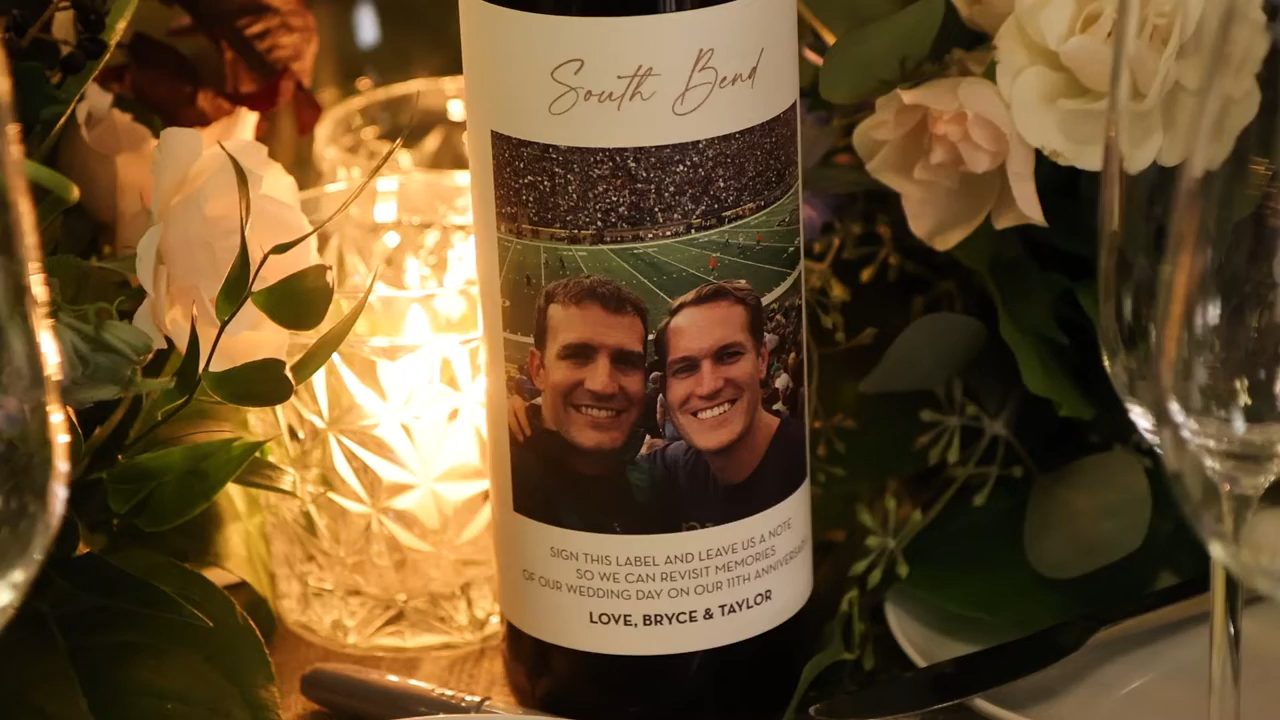 South Bend
SIGN THIS LABEL AND LEAVE US A NOTE
SO WE CAN REVISIT MEMORIES
OF OUR WEDDING DAY ON OUR 11TH ANNIVERSARY
LOVE, BRYCE & TAYLOR